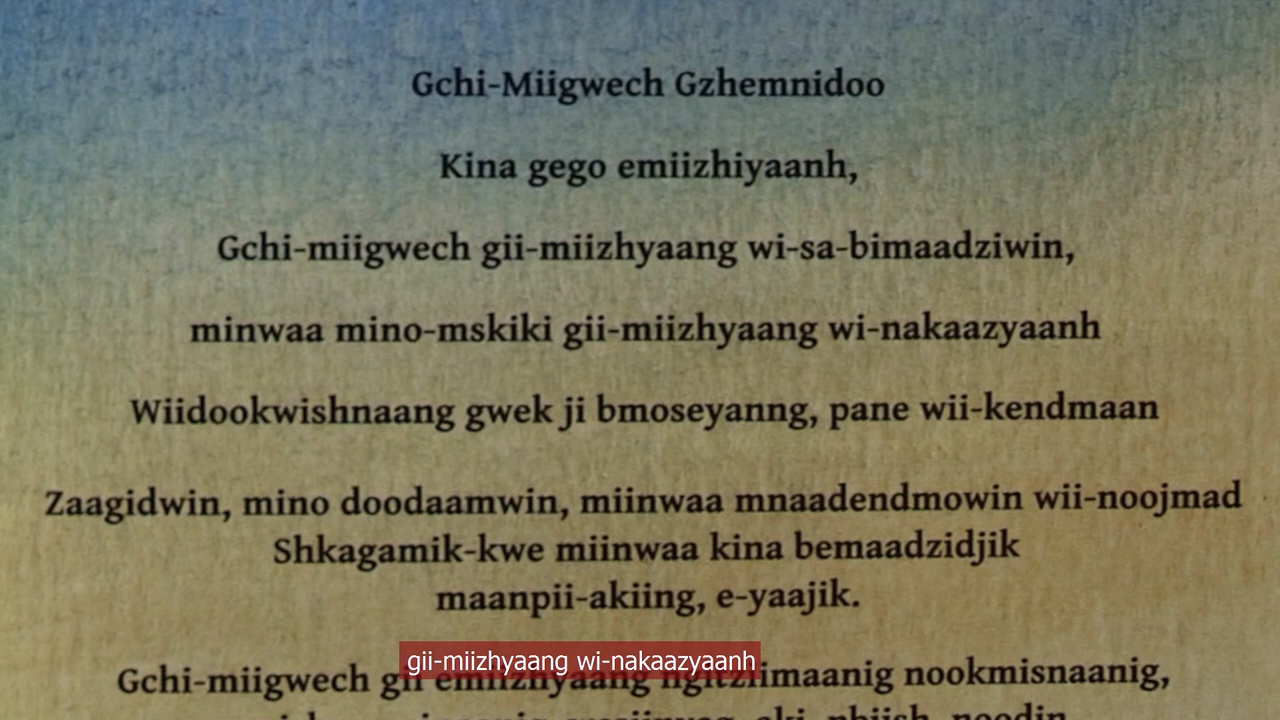 Gchi-Miigwech Gzhemnidoo
Kina gego emiizhiyaanh,
Gchi-miigwech gii-miizhyaang wi-sa-bimaadziwin,
minwaa mino-mskiki gii-miizhyaang wi-nakaazyaanh
Wiidookwishnaang gwek ji bmoseyanng, pane wii-kendmaan
Zaagidwin, mino doodaamwin, miinwaa mnaadendmowin wii-noojmad
Shkagamik-kwe miinwaa kina bemaadzidjik
maanpii-akiing, e-yaajik.
gii-miizhyaang wi-nakaazyaanh
Gchi-miigwech nookmisnaanig,